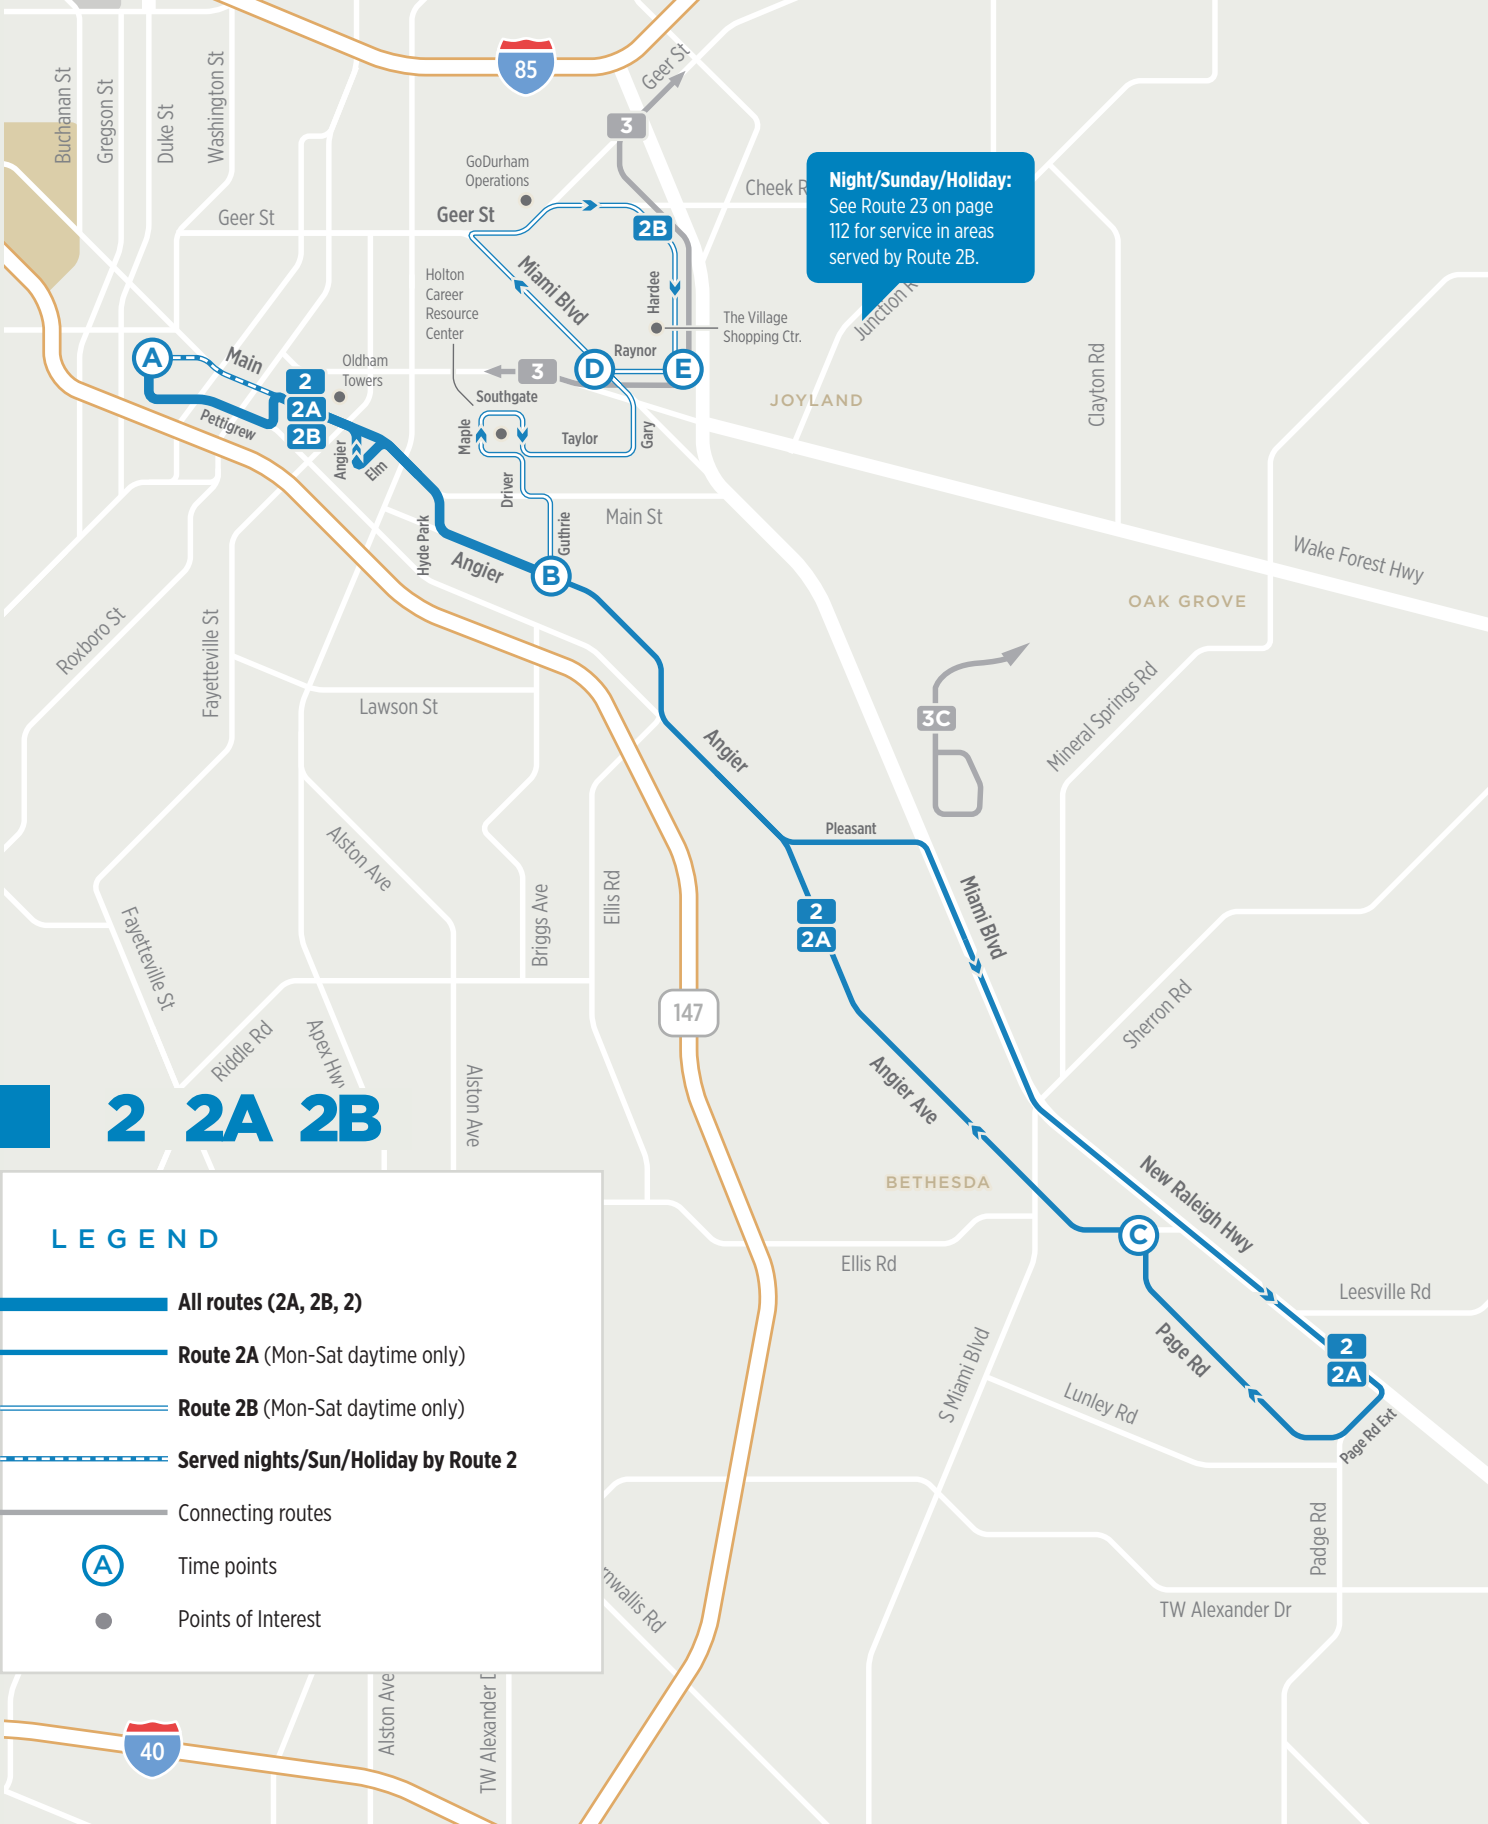 85
Geer St
3
Buchanan St
Gregson St
Duke St
Washington St
GoDurham
Operations
Cheek R
Night/Sunday/Holiday:
See Route 23 on page
112 for service in areas
served by Route 2B.
Geer St
Geer St
2B
Miami Blvd
Hardee
Holton
Career
Resource
Center
The Village
Shopping Ctr.
Junction R
Raynor
A
Main
Oldham
Towers
D
E
3
2
2A
2B
Southgate
Pettigrew
Maple
Taylor
Gary
Angier
Elm
JOYLAND
Clayton Rd
Driver
Main St
Hyde Park
Guthrie
Angier
B
Wake Forest Hwy
OAK GROVE
Roxboro St
Fayetteville St
Lawson St
Mineral Springs Rd
3C
Angier
Pleasant
Alston Ave
Briggs Ave
Ellis Rd
2
2A
Miami Blvd
Fayetteville St
147
Sherron Rd
Riddle Rd
Apex Hwy
Alston Ave
Angier Ave
2 2A 2B
BETHESDA
New Raleigh Hwy
C
Ellis Rd
Leesville Rd
S Miami Blvd
Page Rd
2
2A
Lunley Rd
Page Rd Ext
Padge Rd
TW Alexander Dr
LEGEND
All routes (2A, 2B, 2)
Route 2A (Mon-Sat daytime only)
Route 2B (Mon-Sat daytime only)
Served nights/Sun/Holiday by Route 2
Connecting routes
A Time points
Points of Interest
rnwallis Rd
Alston Ave
TW Alexander D
40